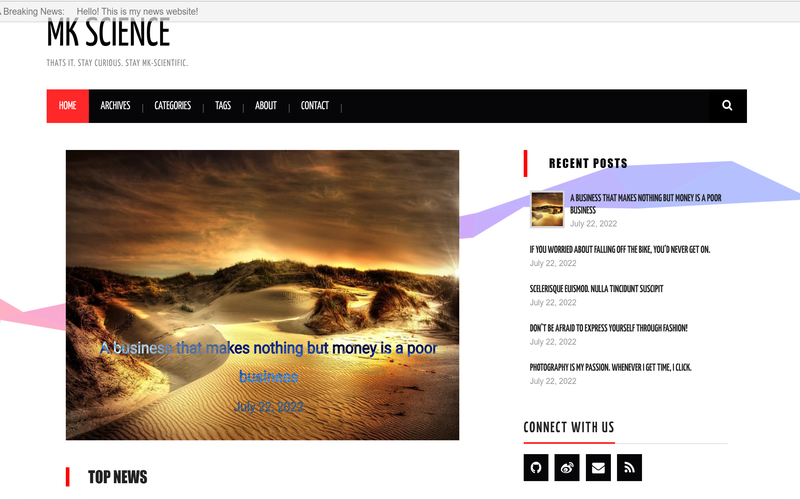 Breaking News: Hello! This is my news website!
MK SCIENCE
THATS IT. STAY CURIOUS. STAY MK-SCIENTIFIC.
HOME ARCHIVES CATEGORIES TAGS ABOUT CONTACT
A business that makes nothing but money is a poor
business
July 22, 2022
TOP NEWS
RECENT POSTS
A BUSINESS THAT MAKES NOTHING BUT MONEY IS A POOR
BUSINESS
July 22, 2022
IF YOU WORRIED ABOUT FALLING OFF THE BIKE, YOU'D NEVER GET ON.
July 22, 2022
SCELERISQUE EUISMOD. NULLA TINCIDUNT SUSCIPIT
July 22, 2022
DON'T BE AFRAID TO EXPRESS YOURSELF THROUGH FASHION!
July 22, 2022
PHOTOGRAPHY IS MY PASSION. WHENEVER I GET TIME, I CLICK.
July 22, 2022
CONNECT WITH US